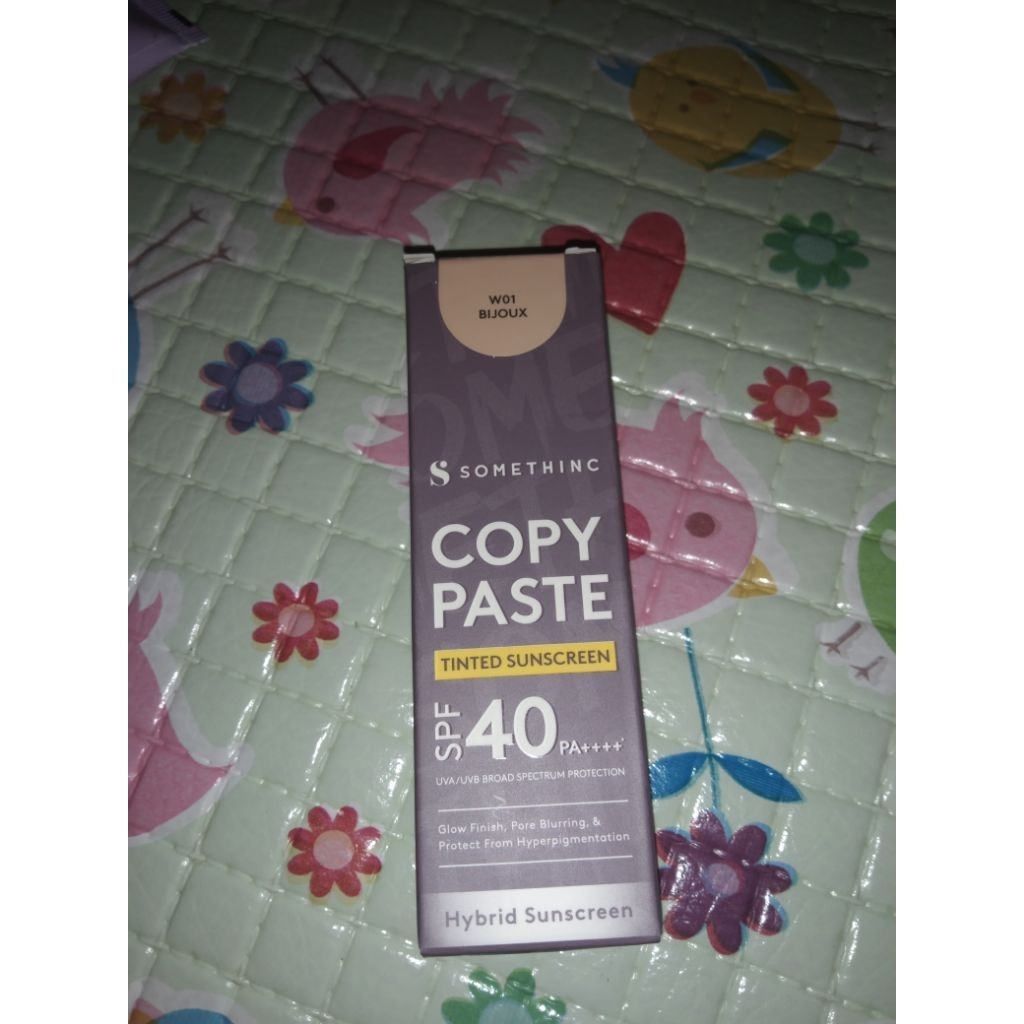 W01
BIJOUX
SOMETHINC
COPY
PASTE
TINTED SUNSCREEN
SPF 40 PA++++
UVA/UVB BROAD SPECTRUM PROTECTION
Glow Finish, Pore Blurring, &
Protect From Hyperpigmentation
Hybrid Sunscreen